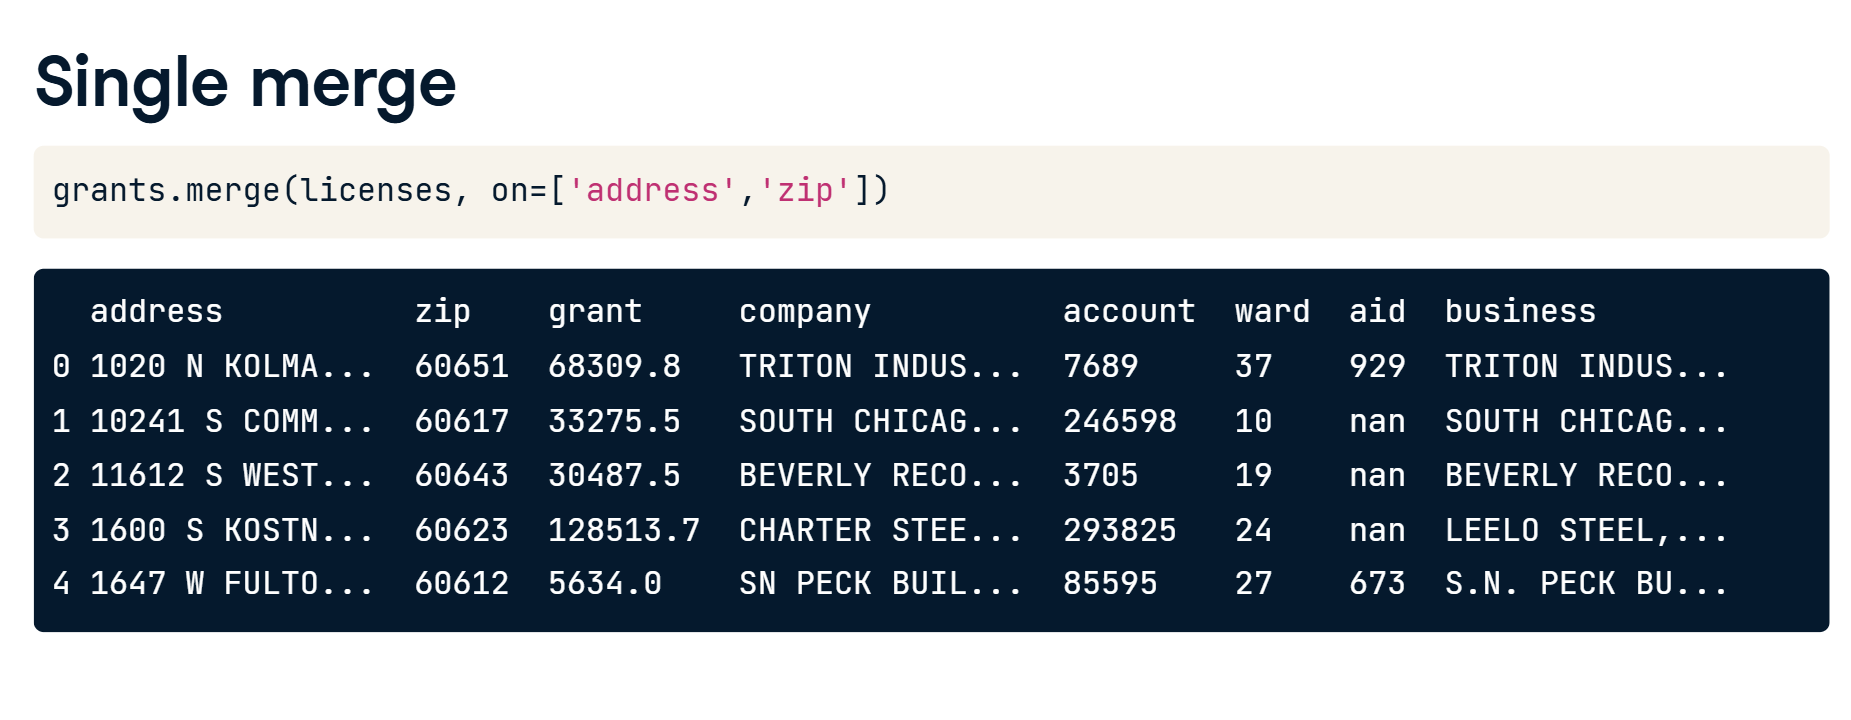 Single merge
grants.merge(licenses, on=['address','zip'])
address zip grant company account ward aid business
0 1020 N KOLMA... 60651 68309.8 TRITON INDUS... 7689 37 929 TRITON INDUS...
1 10241 S COMM... 60617 33275.5 SOUTH CHICAG... 246598 10 nan SOUTH CHICAG...
2 11612 S WEST... 60643 30487.5 BEVERLY RECO... 3705 19 nan BEVERLY RECO...
3 1600 S KOSTN... 60623 128513.7 CHARTER STEE... 293825 24 nan LEELO STEEL,...
4 1647 W FULTO... 60612 5634.0 SN PECK BUIL... 85595 27 673 S.N. PECK BU...